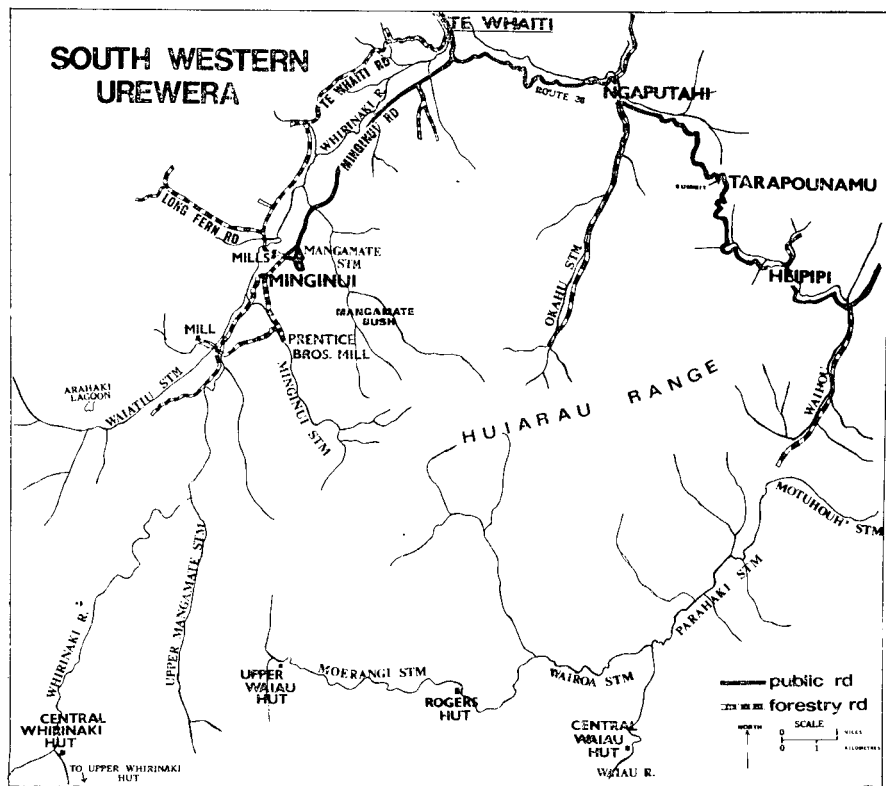 SOUTH WESTERN
UREWERA
TE WHAITI
TE WHAITI RD
WHIRINAKI R.
MINGINUI RD
ROUTE 38
NGAPUTAHI
TARAPOUNAMU
HEIPIPI
LONG FERN RD
MILLS
MANGAMATE
STM
MINGINUI
MANGAMATE
BUSH
OKAHU STM
MILL
PRENTICE
BROS. MILL
MINGINUI STM
ARAHAKI
LAGOON
WAIATIU STM
HUIARAU RANGE
WAIHOU
MOTUHOUHI STM
UPPER MANGAMATE STM
WHIRINAKI R.
PARAHAKI STM
UPPER
WAIAU
HUT
MOERANGI STM
ROGERS
HUT
WAIROA STM
CENTRAL
WHIRINAKI
HUT
TO UPPER WHIRINAKI
HUT
CENTRAL
WAIAU
HUT
WAIAU R.
public rd
forestry rd
NORTH
SCALE
0 1 MILES
0 1 KILOMETRES